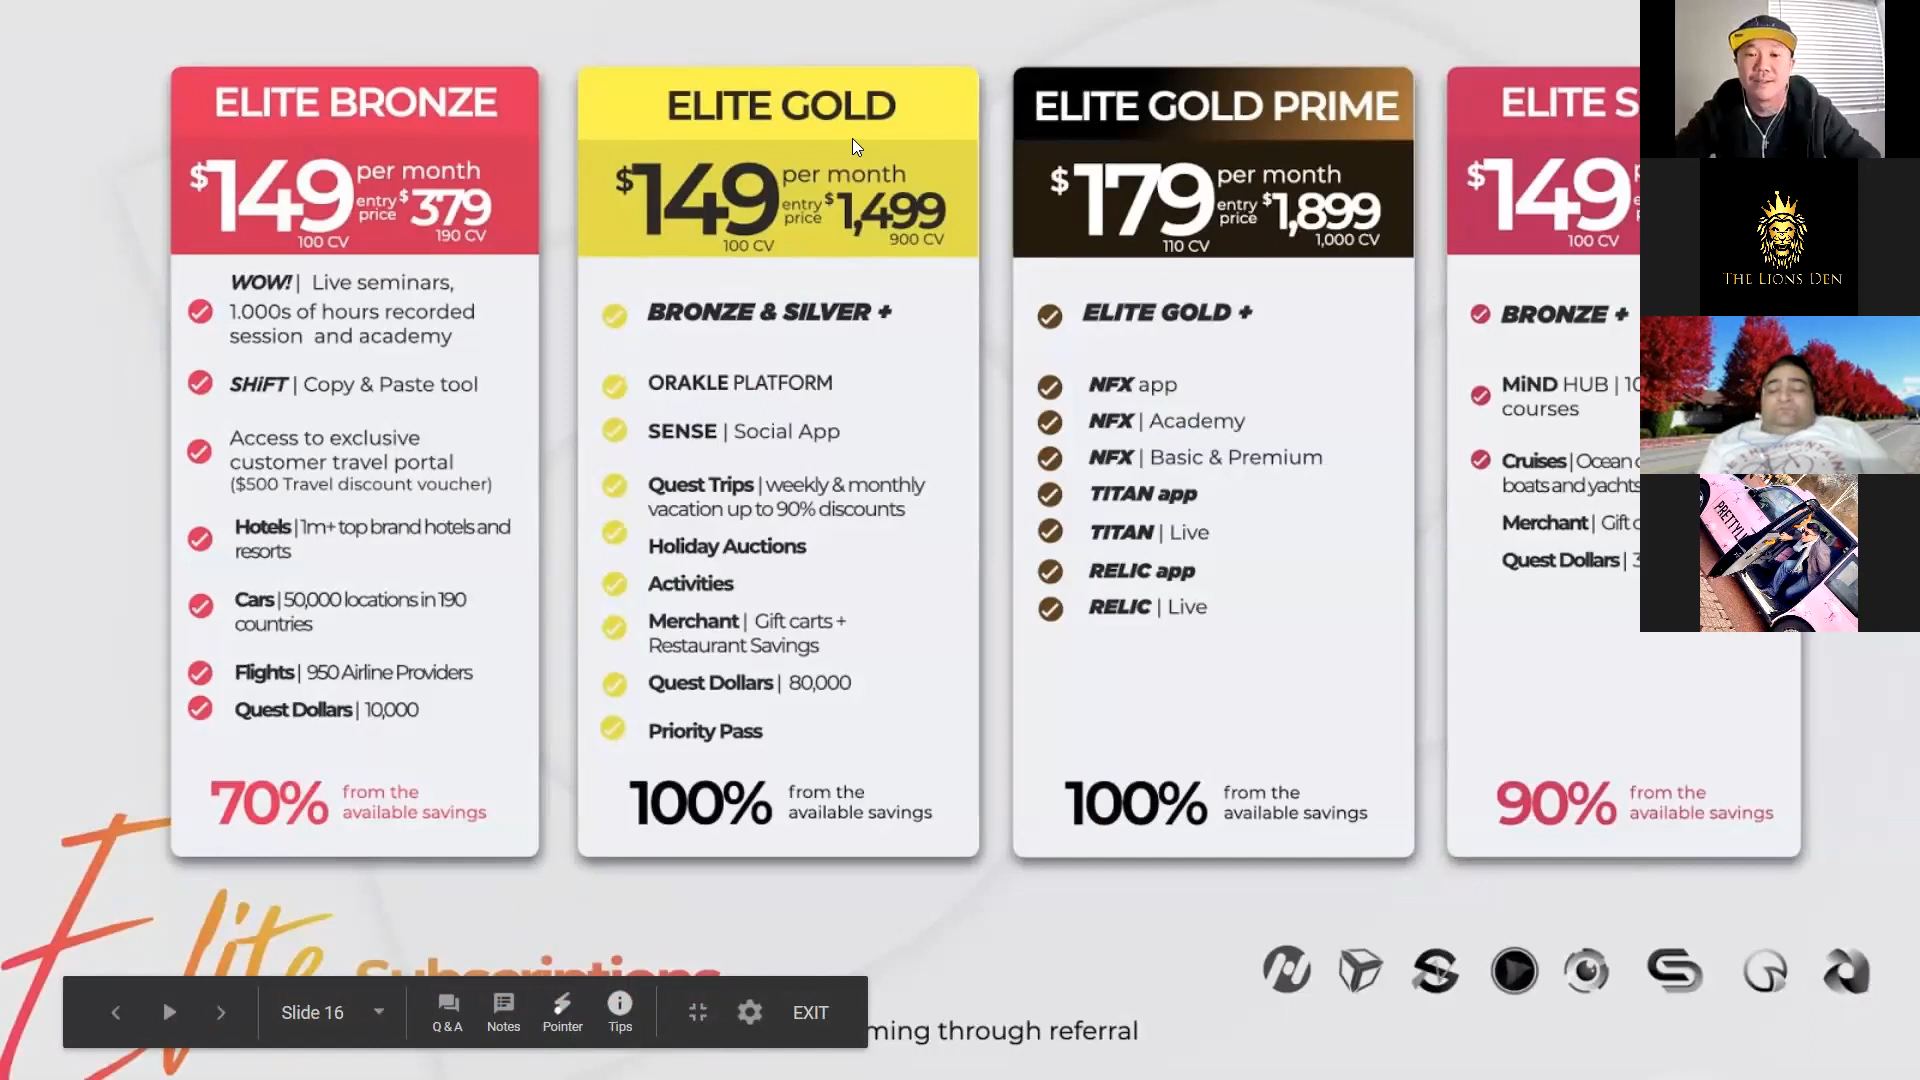 ELITE BRONZE
$149 per month
entry price $379
100 CV
190 CV
WOW! | Live seminars,
1.000s of hours recorded
session and academy
SHiFT | Copy & Paste tool
Access to exclusive
customer travel portal
($500 Travel discount voucher)
Hotels | 1m+ top brand hotels and
resorts
Cars | 50,000 locations in 190
countries
Flights | 950 Airline Providers
Quest Dollars | 10,000
70% from the
available savings
ELITE GOLD
$149 per month
entry price $1,499
100 CV
900 CV
BRONZE & SILVER +
ORAKLE PLATFORM
SENSE | Social App
Quest Trips | weekly & monthly
vacation up to 90% discounts
Holiday Auctions
Activities
Merchant | Gift carts +
Restaurant Savings
Quest Dollars | 80,000
Priority Pass
100% from the
available savings
ELITE GOLD PRIME
$179 per month
entry price $1,899
110 CV
1,000 CV
ELITE GOLD +
NFX app
NFX | Academy
NFX | Basic & Premium
TITAN app
TITAN | Live
RELIC app
RELIC | Live
100% from the
available savings
ELITE S
$149
100 CV
BRONZE +
MiND HUB | 10
courses
Cruises | Ocean
boats and yachts
Merchant | Gift
Quest Dollars | 3
90% from the
available savings
THE LIONS DEN
Elite Subscriptions
ming through referral
Slide 16
Q & A
Notes
Pointer
Tips
EXIT